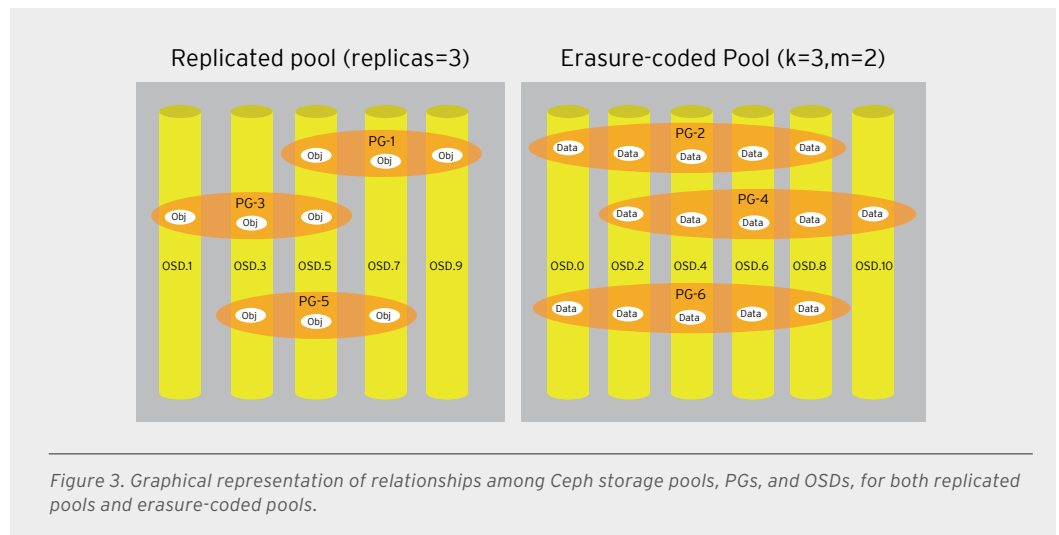 Replicated pool (replicas=3)
PG-1
Obj
Obj
Obj
PG-3
Obj
Obj
Obj
OSD.1
OSD.3
OSD.5
OSD.7
OSD.9
PG-5
Obj
Obj
Obj
Erasure-coded Pool (k=3,m=2)
PG-2
Data
Data
Data
Data
Data
PG-4
Data
Data
Data
Data
Data
OSD.0
OSD.2
OSD.4
OSD.6
OSD.8
OSD.10
PG-6
Data
Data
Data
Data
Data
Figure 3. Graphical representation of relationships among Ceph storage pools, PGs, and OSDs, for both replicated
pools and erasure-coded pools.